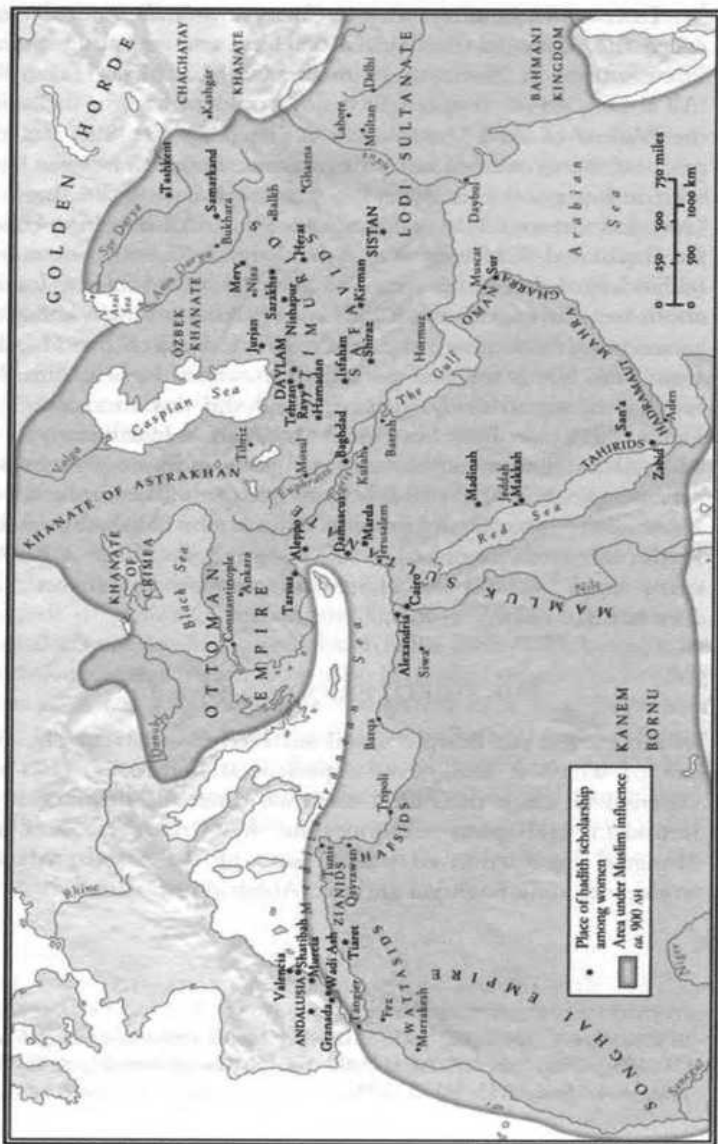 GOLDEN HORDE
CHAGHATAY
KHANATE
Kashgar
Tashkent
Syr Darya
Samarkand
Bukhara
Amu Darya
Aral
Sea
ÖZBEK
KHANATE
Caspian Sea
Volga
KHANATE OF ASTRAKHAN
KHANATE
OF
CRIMEA
Black Sea
Danube
Rhine
OTTOMAN
EMPIRE
Constantinople
Ankara
Tarsus
Aleppo
Mosul
Euphrates
Tibriz
Jurjan
Merv
Nisa
Sarakhs
Nishapur
Balkh
Herat
Ghazna
TIMURIDS
DAYLAM
Tehran
Rayy
Hamadan
SAFAVIDS
Isfahan
Shiraz
Kirman
SISTAN
Lahore
Multan
Delhi
Indus
LODI SULTANATE
BAHMANI
KINGDOM
Daybul
Arabian
Sea
Muscat
Sur
OMAN
Hormuz
The Gulf
Basrah
Baghdad
Kufah
Damascus
Marda
Jerusalem
MAMLUK SULTANATE
Cairo
Alexandria
Siwa
Nile
Madinah
Jeddah
Makkah
Red Sea
TAHIRIDS
San'a
Zabid
Aden
HADRAMAUT
MAHRA
GHARRA
Mediterranean Sea
Barqa
Tripoli
Tunis
Qayrawan
HAFSIDS
ZIANIDS
Tiaret
Valencia
Shatibah
Murcia
ANDALUSIA
Wadi Ash
Granada
Tangier
Fez
WATTASIDS
Marrakesh
SONGHAI EMPIRE
Niger
KANEM
BORNU
Place of hadith scholarship
among women
Area under Muslim influence
ca. 900 AH
0 250 500 750 miles
0 500 1000 km